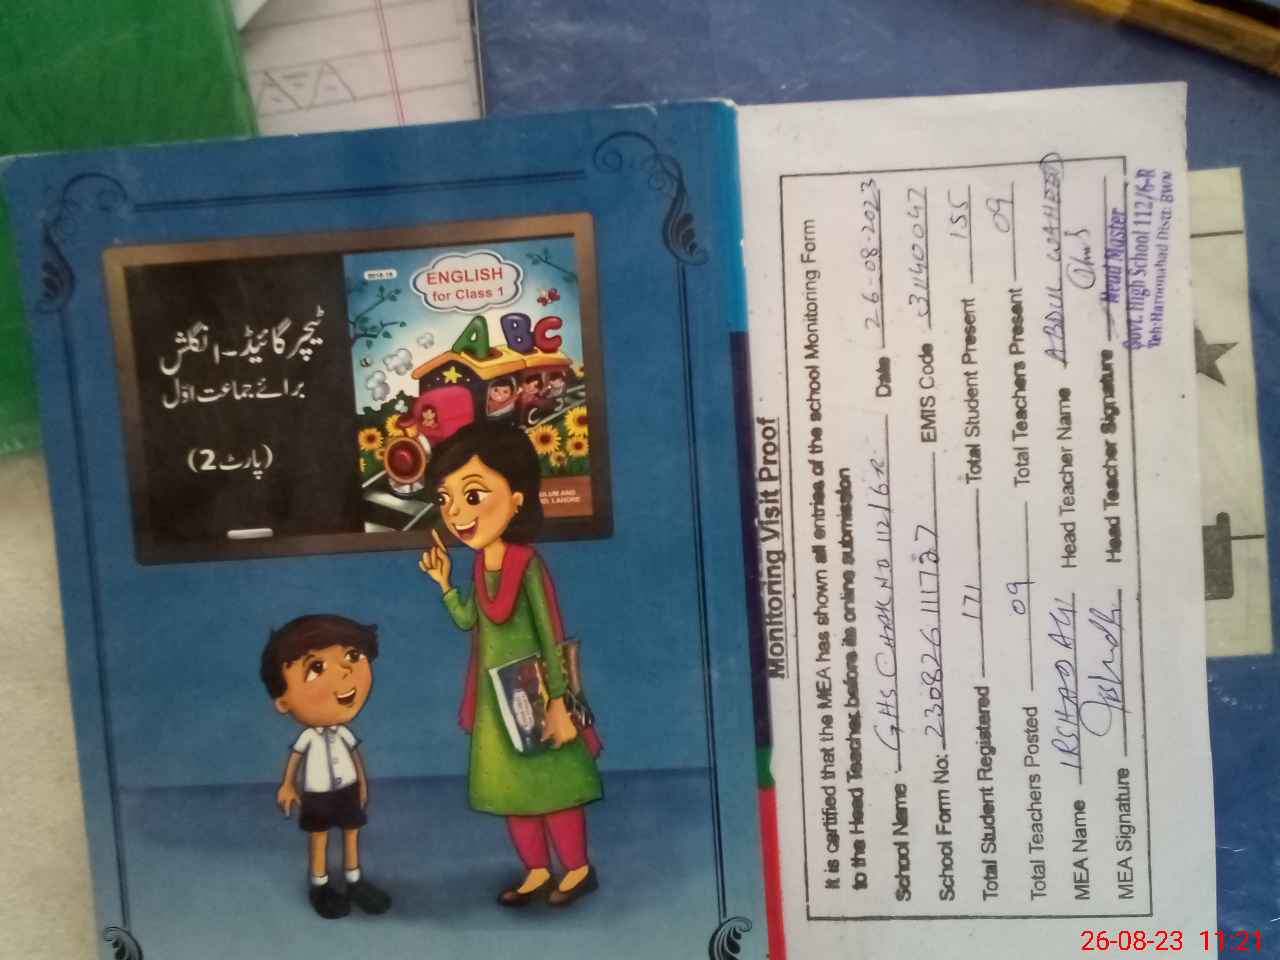 ٹیچر گائیڈ - انگلش
برائے جماعت اوّل
(پارٹ 2)
2018-19
ENGLISH
for Class 1
ABC
Monitoring Visit Proof
It is certified that the MEA has shown all entries of the school Monitoring Form
to the Head Teacher before its online submission
School Name : GHS CHAK NO 112/6R Date 26-08-2023
School Form No: 230826111727 EMIS Code 31140047
Total Student Registered 171 Total Student Present 155
Total Teachers Posted 09 Total Teachers Present 09
MEA Name IRSHAD ALI Head Teacher Name ABDUL WAHEED
MEA Signature Head Teacher Signature
Head Master
Govt. High School 112/6-R
Teh: Haroonabad Distt: BWN
26-08-23 11:21